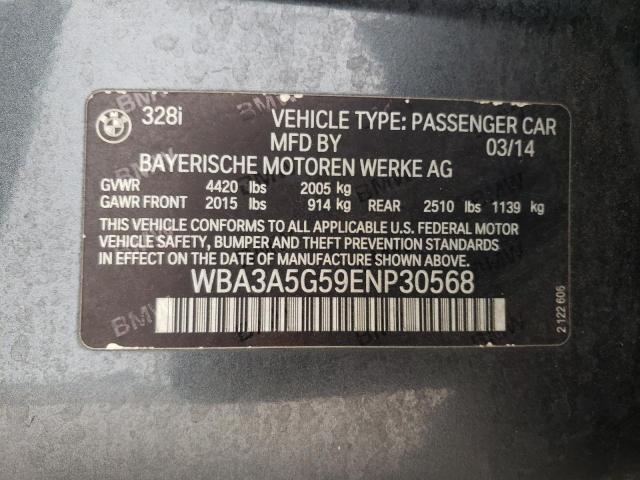 328i VEHICLE TYPE: PASSENGER CAR
MFD BY 03/14
BAYERISCHE MOTOREN WERKE AG
GVWR 4420 lbs 2005 kg
GAWR FRONT 2015 lbs 914 kg REAR 2510 lbs 1139 kg
THIS VEHICLE CONFORMS TO ALL APPLICABLE U.S. FEDERAL MOTOR
VEHICLE SAFETY, BUMPER AND THEFT PREVENTION STANDARDS IN
EFFECT ON THE DATE OF MANUFACTURE SHOWN ABOVE.
WBA3A5G59ENP30568
2 122 606